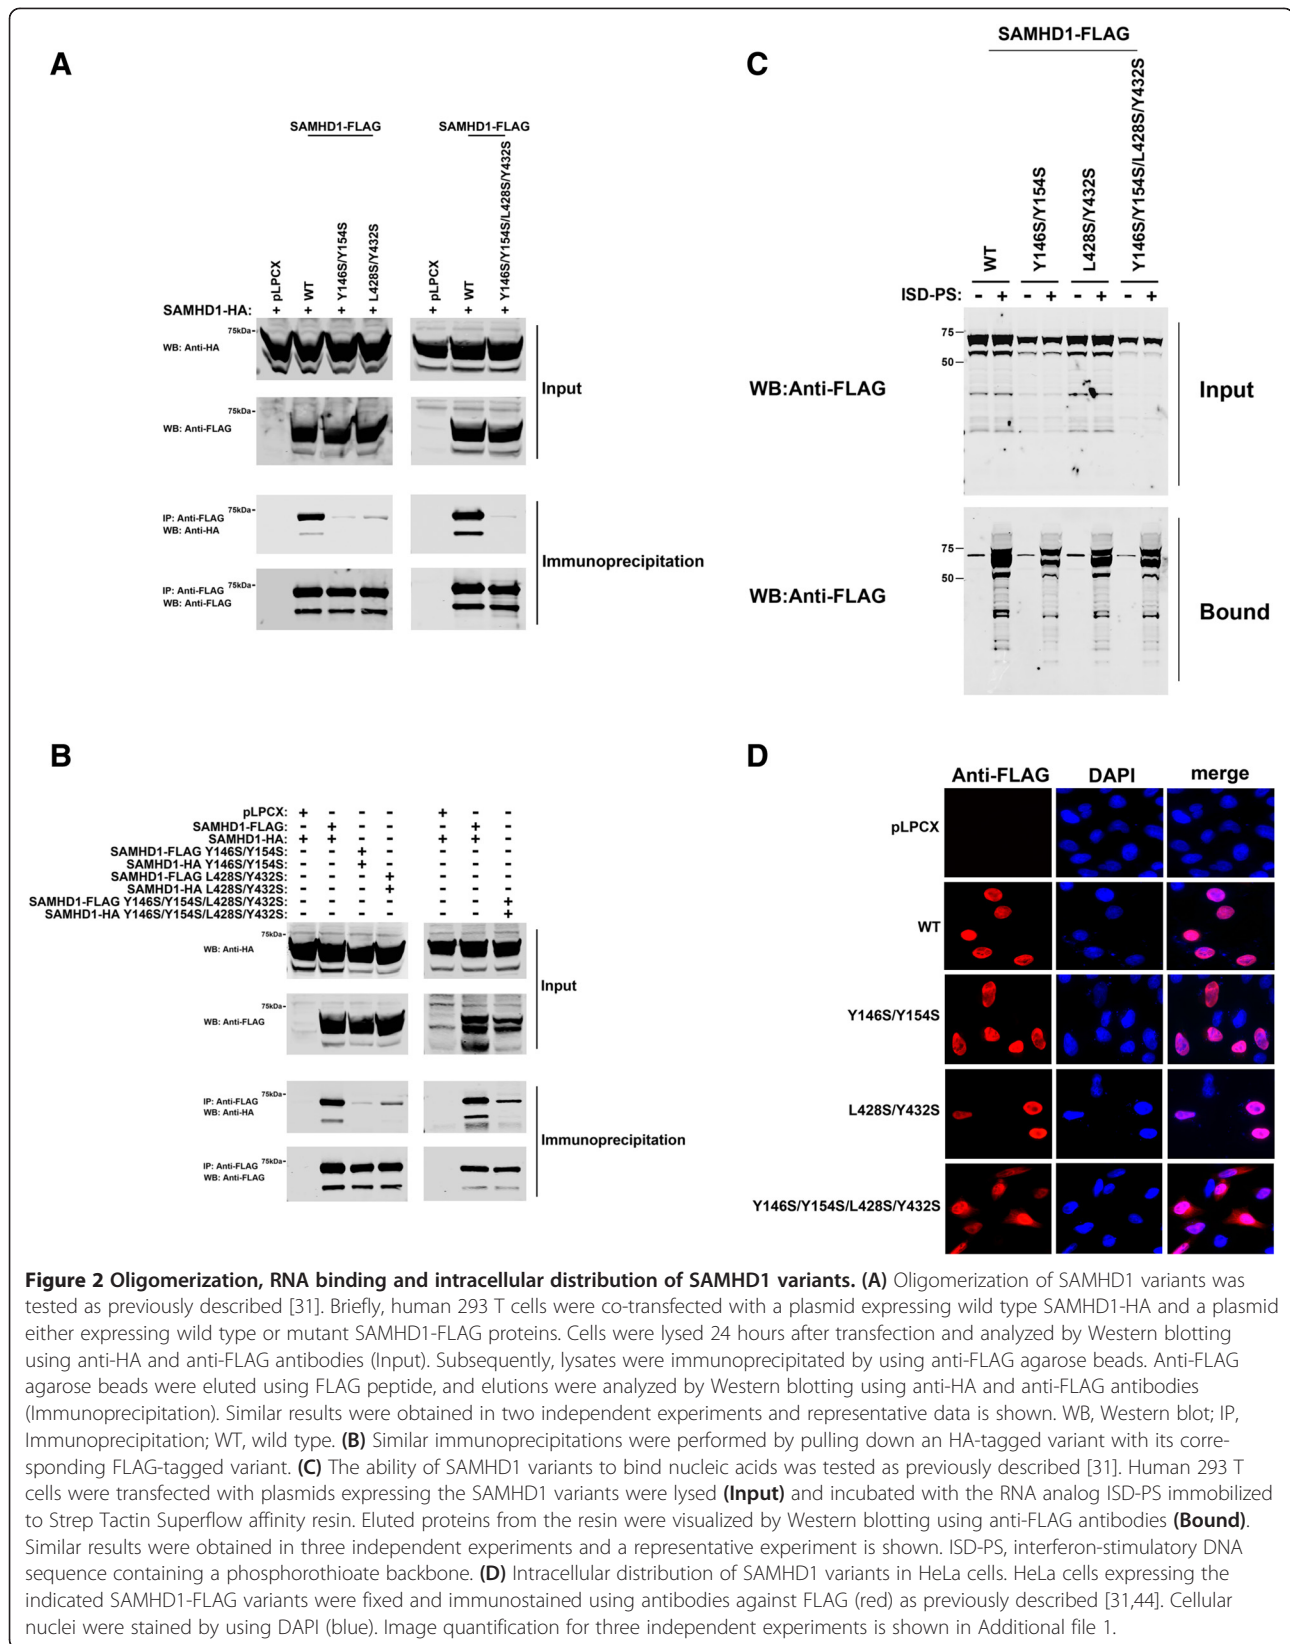 A
SAMHD1-FLAG
SAMHD1-FLAG
pLPCX
WT
Y146S/Y154S
L428S/Y432S
pLPCX
WT
Y146S/Y154S/L428S/Y432S
SAMHD1-HA: + + + + + + +
75kDa
WB: Anti-HA
Input
75kDa
WB: Anti-FLAG
75kDa
IP: Anti-FLAG
WB: Anti-HA
Immunoprecipitation
75kDa
IP: Anti-FLAG
WB: Anti-FLAG
C
SAMHD1-FLAG
WT
Y146S/Y154S
L428S/Y432S
Y146S/Y154S/L428S/Y432S
ISD-PS: - + - + - + - +
75
50
WB:Anti-FLAG
Input
75
50
WB:Anti-FLAG
Bound
B
pLPCX: + - - - + - -
SAMHD1-FLAG: - + - - - + -
SAMHD1-HA: + + - - + + -
SAMHD1-FLAG Y146S/Y154S: - - + - - - -
SAMHD1-HA Y146S/Y154S: - - + - - - -
SAMHD1-FLAG L428S/Y432S: - - - + - - -
SAMHD1-HA L428S/Y432S: - - - + - - -
SAMHD1-FLAG Y146S/Y154S/L428S/Y432S: - - - - - - +
SAMHD1-HA Y146S/Y154S/L428S/Y432S: - - - - - - +
75kDa
WB: Anti-HA
Input
75kDa
WB: Anti-FLAG
75kDa
IP: Anti-FLAG
WB: Anti-HA
Immunoprecipitation
75kDa
IP: Anti-FLAG
WB: Anti-FLAG
D
Anti-FLAG DAPI merge
pLPCX
WT
Y146S/Y154S
L428S/Y432S
Y146S/Y154S/L428S/Y432S
Figure 2 Oligomerization, RNA binding and intracellular distribution of SAMHD1 variants. (A) Oligomerization of SAMHD1 variants was
tested as previously described [31]. Briefly, human 293 T cells were co-transfected with a plasmid expressing wild type SAMHD1-HA and a plasmid
either expressing wild type or mutant SAMHD1-FLAG proteins. Cells were lysed 24 hours after transfection and analyzed by Western blotting
using anti-HA and anti-FLAG antibodies (Input). Subsequently, lysates were immunoprecipitated by using anti-FLAG agarose beads. Anti-FLAG
agarose beads were eluted using FLAG peptide, and elutions were analyzed by Western blotting using anti-HA and anti-FLAG antibodies
(Immunoprecipitation). Similar results were obtained in two independent experiments and representative data is shown. WB, Western blot; IP,
Immunoprecipitation; WT, wild type. (B) Similar immunoprecipitations were performed by pulling down an HA-tagged variant with its corre-
sponding FLAG-tagged variant. (C) The ability of SAMHD1 variants to bind nucleic acids was tested as previously described [31]. Human 293 T
cells were transfected with plasmids expressing the SAMHD1 variants were lysed (Input) and incubated with the RNA analog ISD-PS immobilized
to Strep Tactin Superflow affinity resin. Eluted proteins from the resin were visualized by Western blotting using anti-FLAG antibodies (Bound).
Similar results were obtained in three independent experiments and a representative experiment is shown. ISD-PS, interferon-stimulatory DNA
sequence containing a phosphorothioate backbone. (D) Intracellular distribution of SAMHD1 variants in HeLa cells. HeLa cells expressing the
indicated SAMHD1-FLAG variants were fixed and immunostained using antibodies against FLAG (red) as previously described [31,44]. Cellular
nuclei were stained by using DAPI (blue). Image quantification for three independent experiments is shown in Additional file 1.